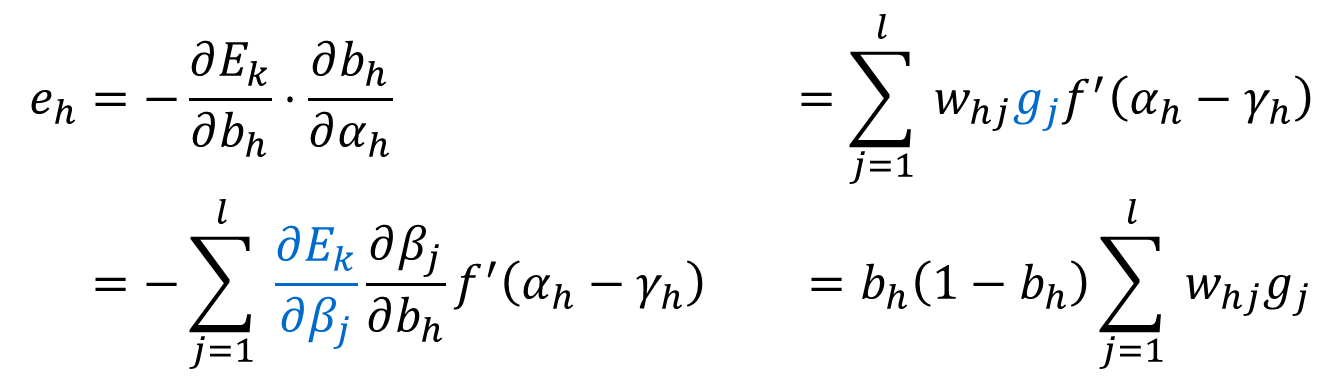 $e_h = -\frac{\partial E_k}{\partial b_h} \cdot \frac{\partial b_h}{\partial \alpha_h}$
$= -\sum_{j=1}^{l} \frac{\partial E_k}{\partial \beta_j} \frac{\partial \beta_j}{\partial b_h} f'(\alpha_h - \gamma_h)$
$= \sum_{j=1}^{l} w_{hj} g_j f'(\alpha_h - \gamma_h)$
$= b_h(1 - b_h) \sum_{j=1}^{l} w_{hj} g_j$